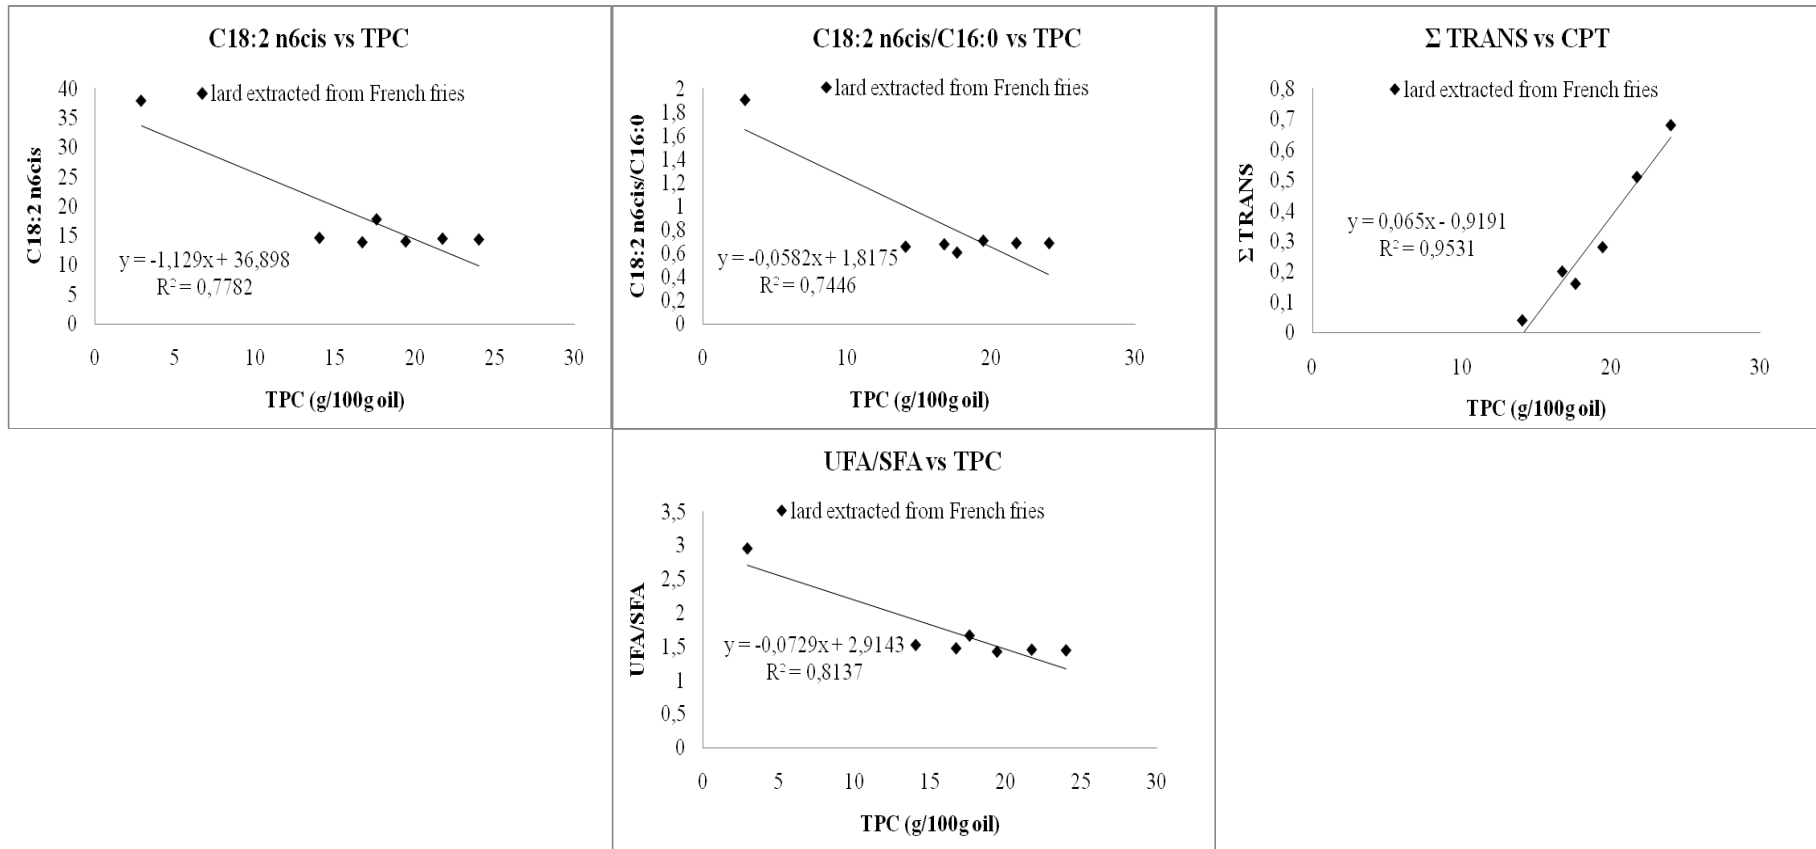 C18:2 n6cis vs TPC
lard extracted from French fries
C18:2 n6cis
40
35
30
25
20
15
10
5
0
y = -1,129x + 36,898
R² = 0,7782
0 5 10 15 20 25 30
TPC (g/100g oil)
C18:2 n6cis/C16:0 vs TPC
lard extracted from French fries
C18:2 n6cis/C16:0
2
1,8
1,6
1,4
1,2
1
0,8
0,6
0,4
0,2
0
y = -0,0582x + 1,8175
R² = 0,7446
0 10 20 30
TPC (g/100g oil)
Σ TRANS vs CPT
lard extracted from French fries
Σ TRANS
0,8
0,7
0,6
0,5
0,4
0,3
0,2
0,1
0
y = 0,065x - 0,9191
R² = 0,9531
0 10 20 30
TPC (g/100g oil)
UFA/SFA vs TPC
lard extracted from French fries
UFA/SFA
3,5
3
2,5
2
1,5
1
0,5
0
y = -0,0729x + 2,9143
R² = 0,8137
0 5 10 15 20 25 30
TPC (g/100g oil)